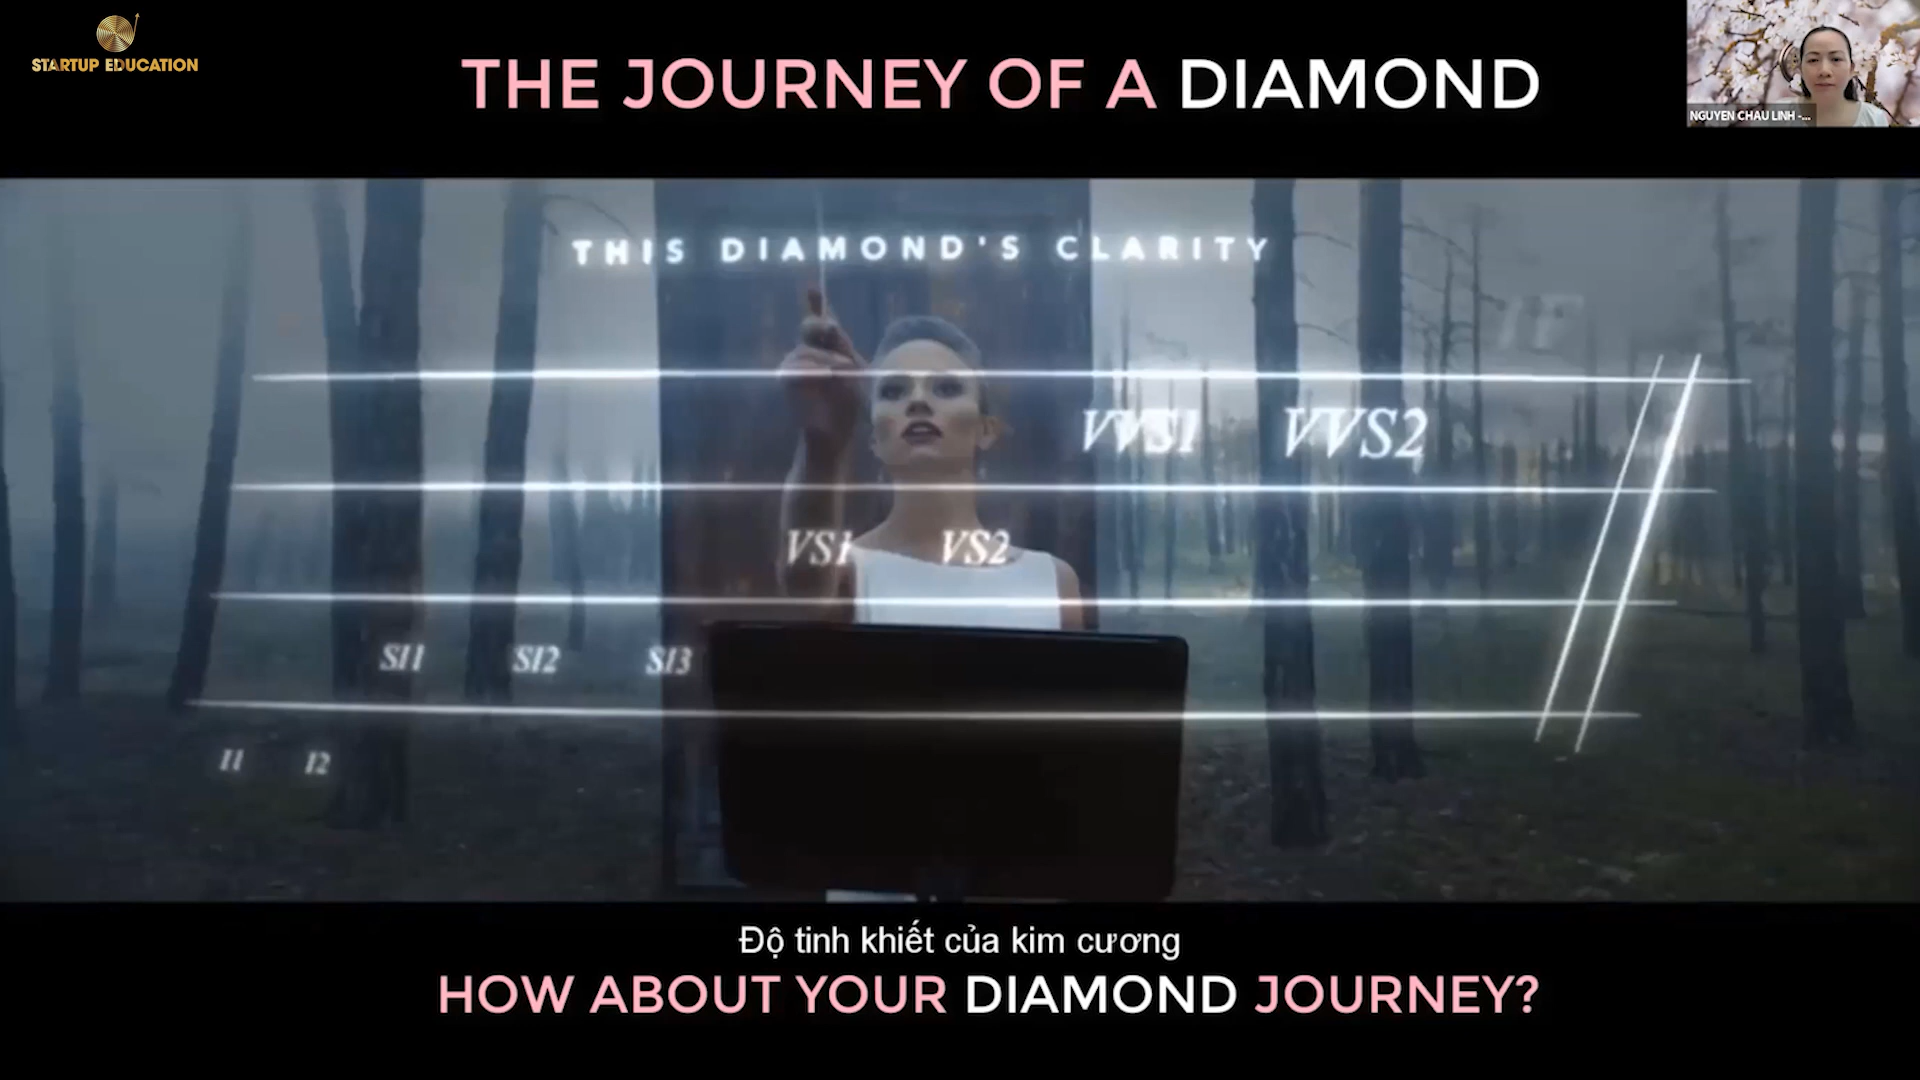 STARTUP EDUCATION
THE JOURNEY OF A DIAMOND
NGUYEN CHAU LINH -...
THIS DIAMOND'S CLARITY
VVS1 VVS2
VS1 VS2
SI1 SI2 SI3
I1 I2
Độ tinh khiết của kim cương
HOW ABOUT YOUR DIAMOND JOURNEY?